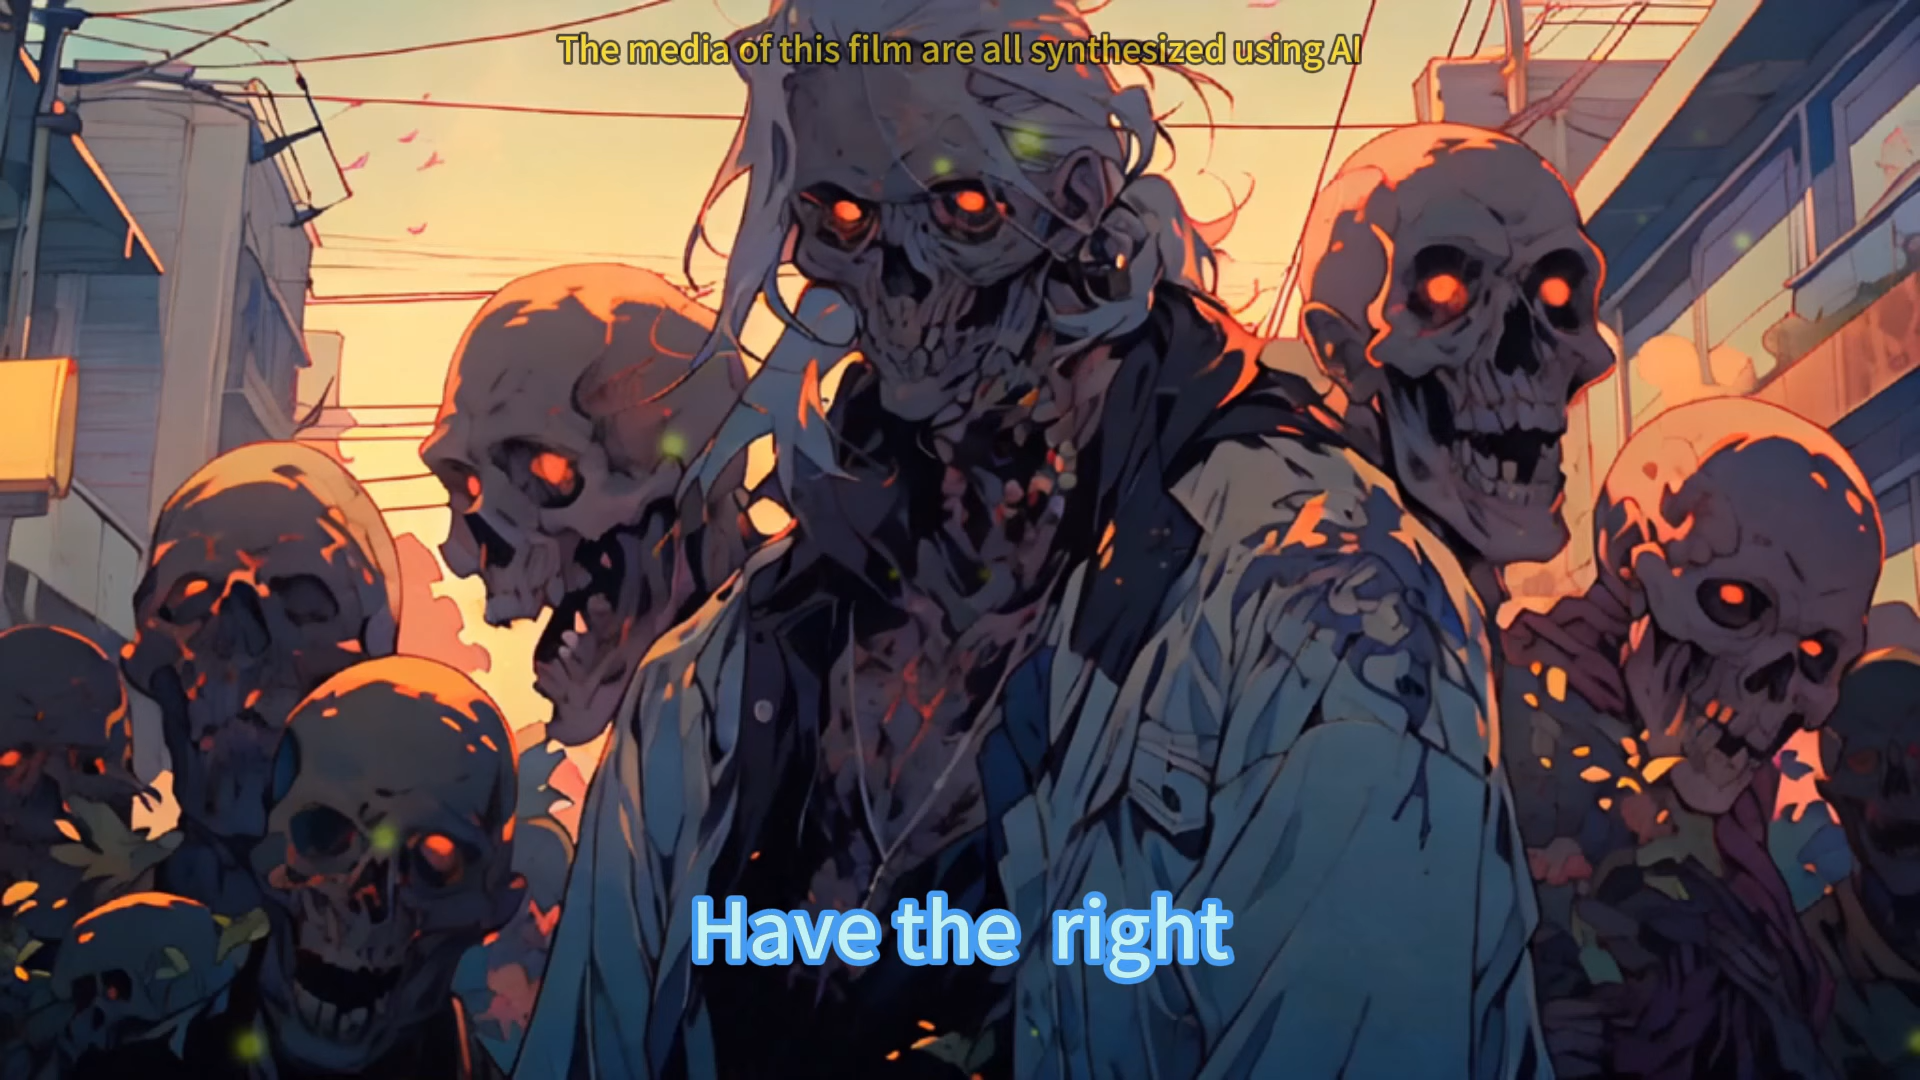 The media of this film are all synthesized using AI
Have the right